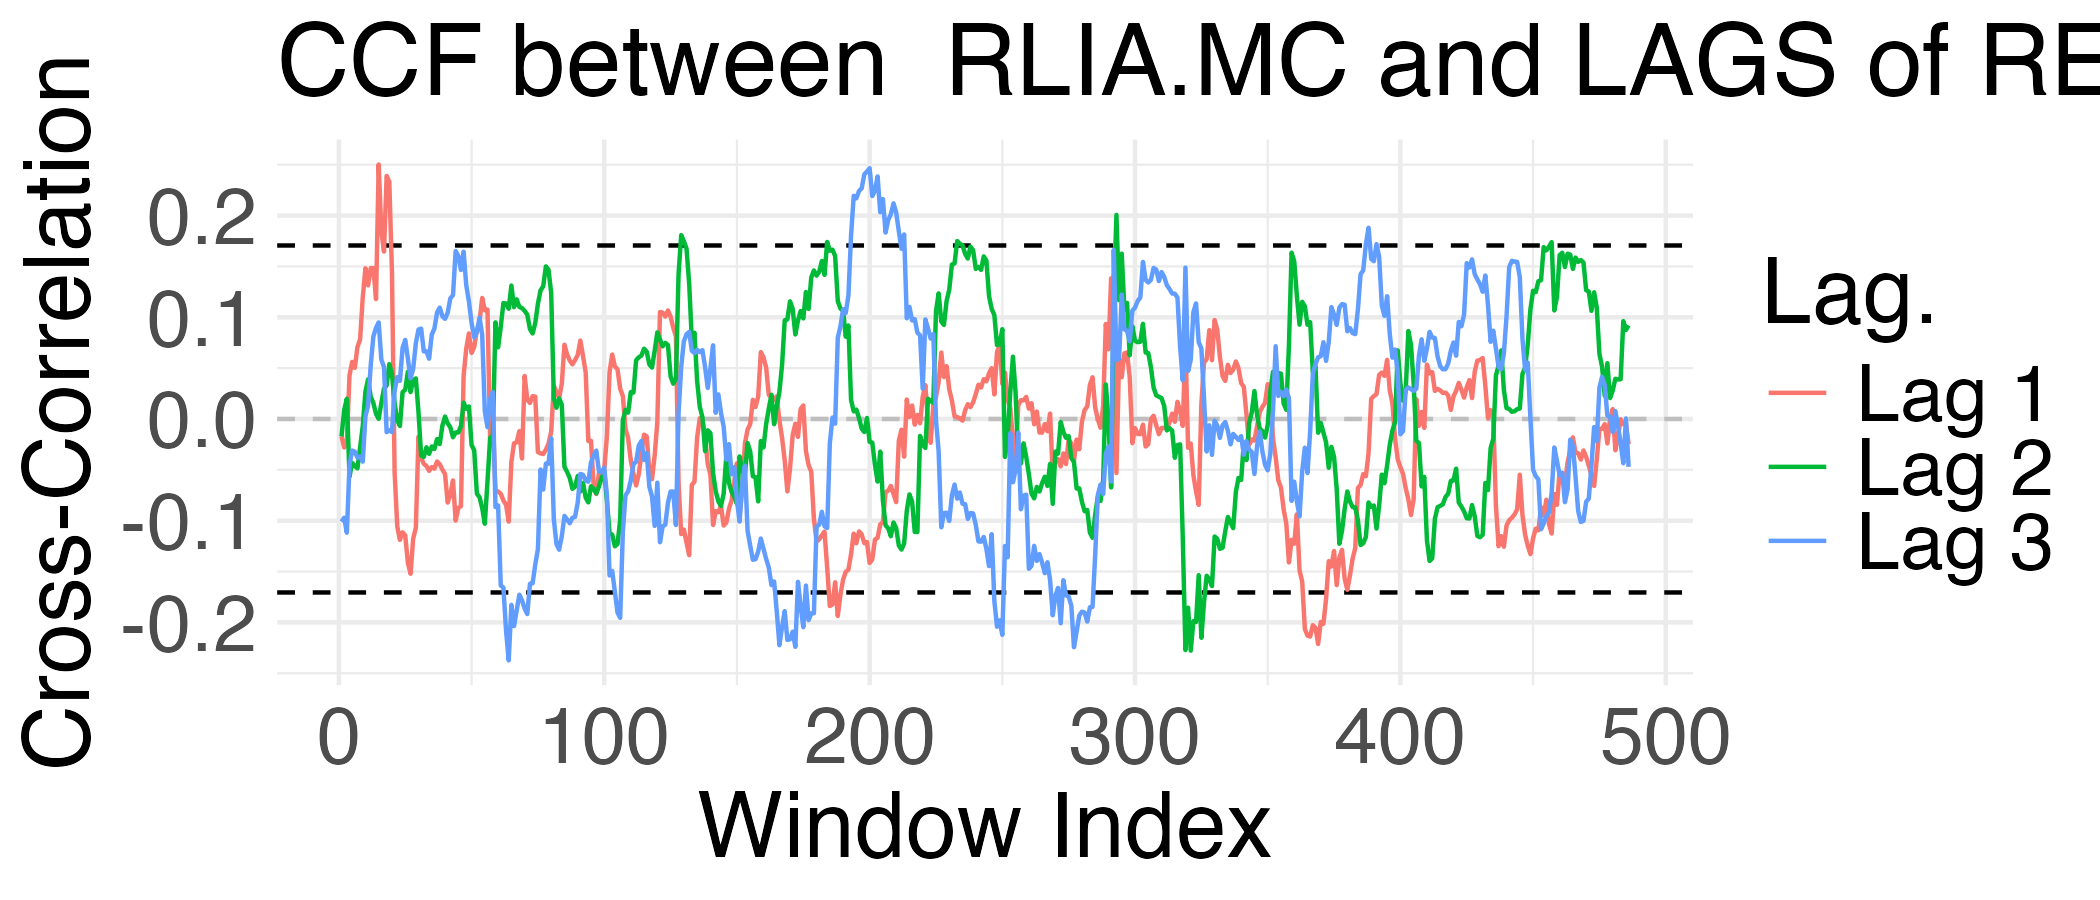 CCF between  RLIA.MC and LAGS of RE
Cross-Correlation
0.2
0.1
0.0
-0.1
-0.2
0 100 200 300 400 500
Window Index
Lag.
Lag 1
Lag 2
Lag 3